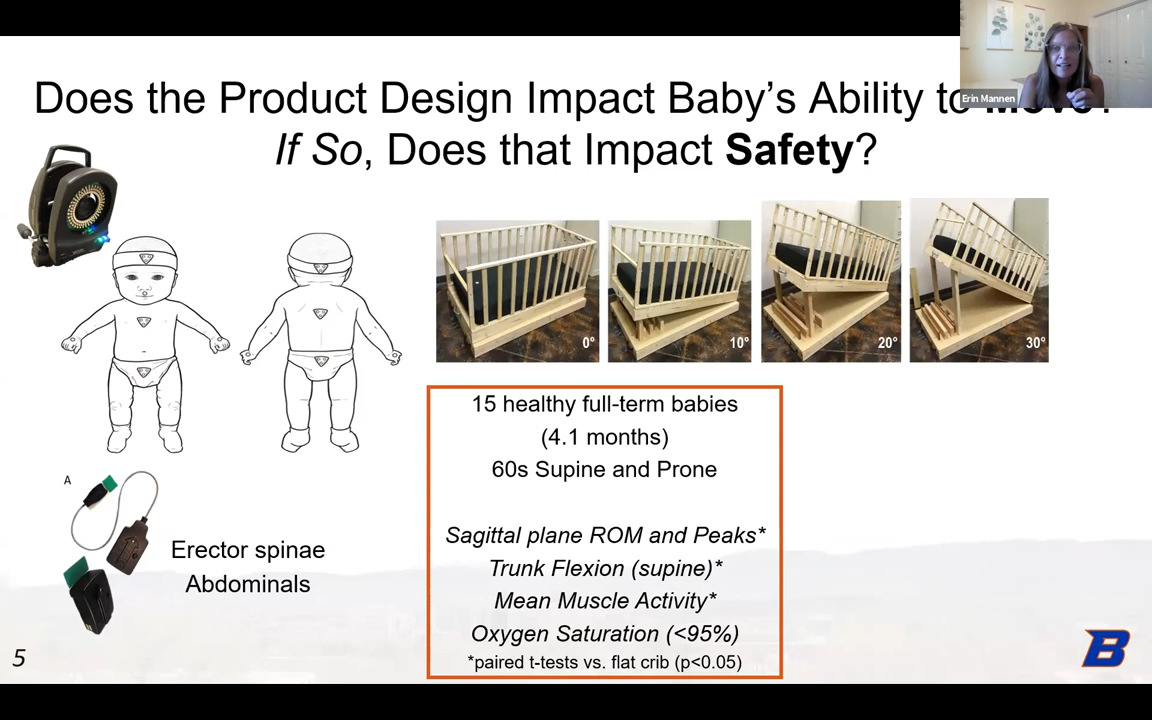 Does the Product Design Impact Baby's Ability to
If So, Does that Impact Safety?
Erin Mannen
0°
10°
20°
30°
15 healthy full-term babies
(4.1 months)
60s Supine and Prone
Sagittal plane ROM and Peaks*
Trunk Flexion (supine)*
Mean Muscle Activity*
Oxygen Saturation (<95%)
*paired t-tests vs. flat crib (p<0.05)
A
Erector spinae
Abdominals
5
B